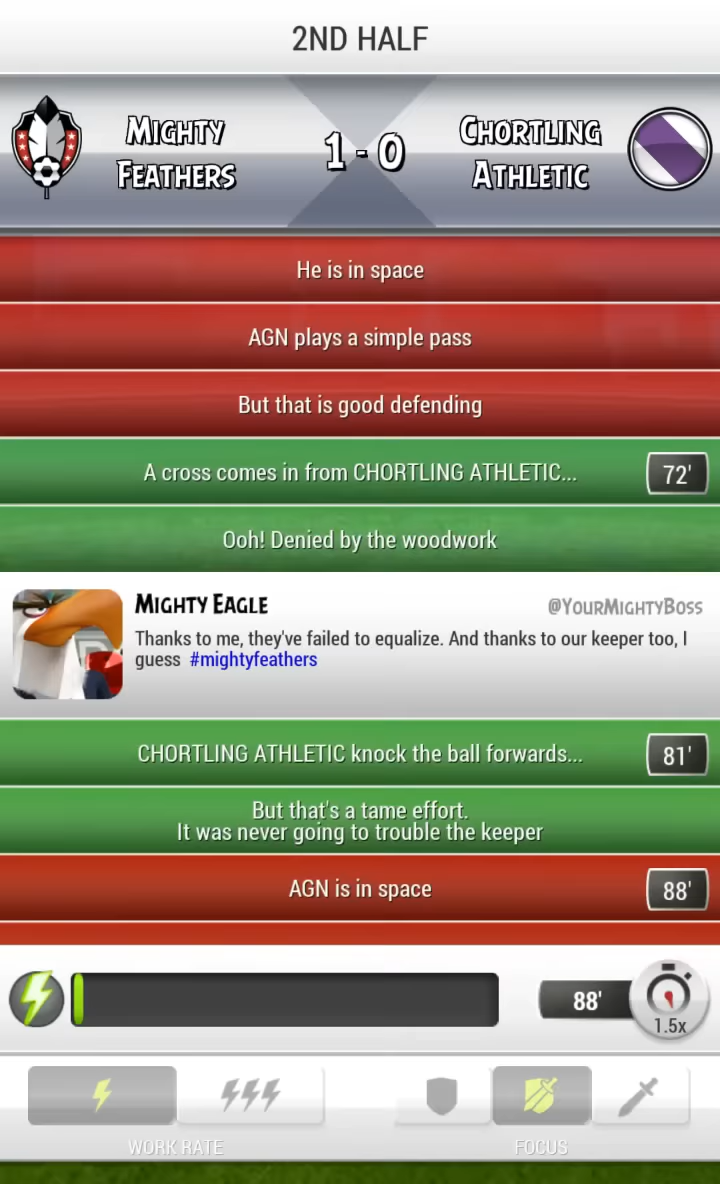 2ND HALF
MIGHTY
FEATHERS
1 - 0
CHORTLING
ATHLETIC
He is in space
AGN plays a simple pass
But that is good defending
A cross comes in from CHORTLING ATHLETIC...
72'
Ooh! Denied by the woodwork
MIGHTY EAGLE
@YOURMIGHTYBOSS
Thanks to me, they've failed to equalize. And thanks to our keeper too, I
guess #mightyfeathers
CHORTLING ATHLETIC knock the ball forwards...
81'
But that's a tame effort.
It was never going to trouble the keeper
AGN is in space
88'
88'
1.5x
WORK RATE
FOCUS